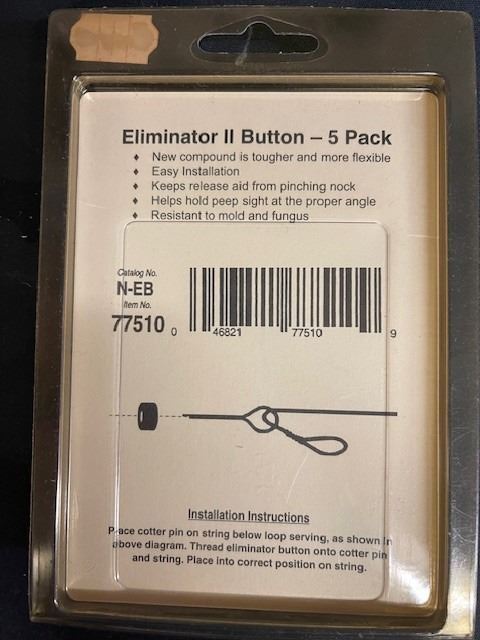 Eliminator II Button – 5 Pack
♦ New compound is tougher and more flexible
♦ Easy Installation
♦ Keeps release aid from pinching nock
♦ Helps hold peep sight at the proper angle
♦ Resistant to mold and fungus
Catalog No.
N-EB
Item No.
77510
0 46821 77510 9
Installation Instructions
Place cotter pin on string below loop serving, as shown in
above diagram. Thread eliminator button onto cotter pin
and string. Place into correct position on string.